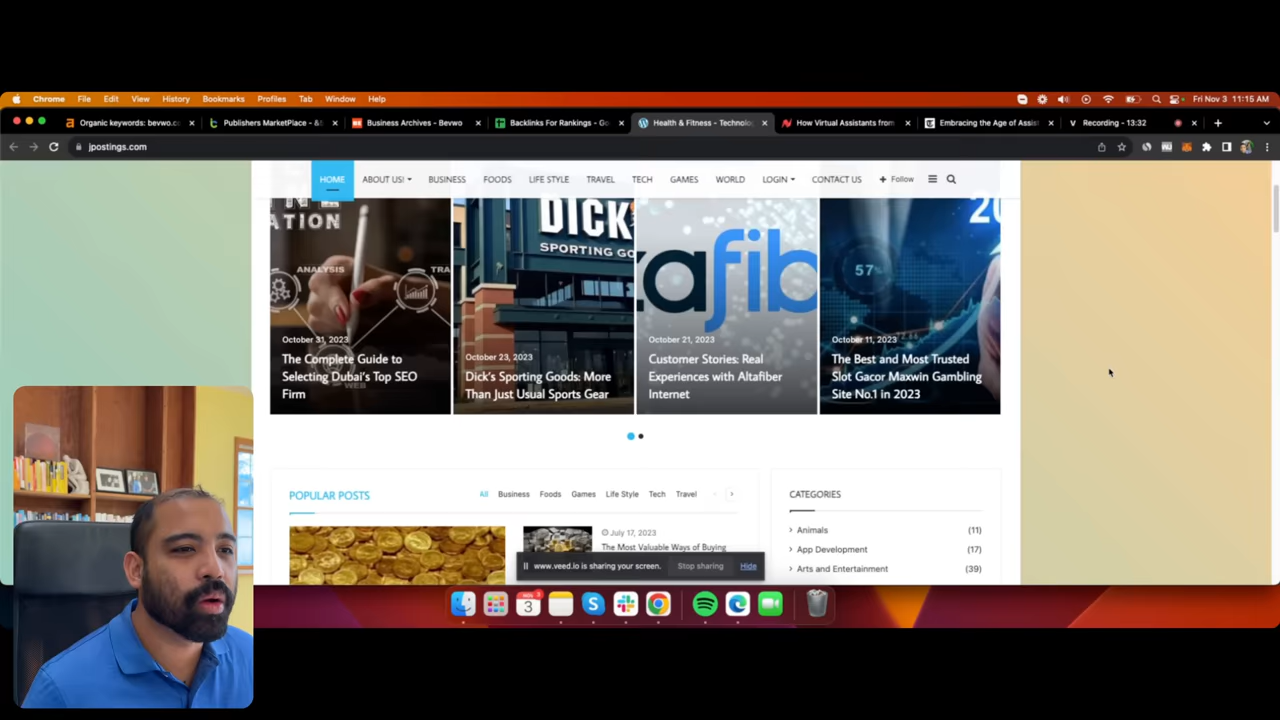 Chrome File Edit View History Bookmarks Profiles Tab Window Help Fri Nov 3 11:15 AM
Organic keywords: bevwo.c Publishers MarketPlace - &S Business Archives - Bevwo Backlinks For Rankings - Go Health & Fitness - Technolog How Virtual Assistants from Embracing the Age of Assist Recording - 13:32
jpostings.com
HOME ABOUT US! BUSINESS FOODS LIFE STYLE TRAVEL TECH GAMES WORLD LOGIN CONTACT US Follow
ATION
ANALYSIS
TRA
WEB
DICK'
SPORTING GO
zafib
57%
20
October 31, 2023
The Complete Guide to
Selecting Dubai's Top SEO
Firm
October 23, 2023
Dick's Sporting Goods: More
Than Just Usual Sports Gear
October 21, 2023
Customer Stories: Real
Experiences with Altafiber
Internet
October 11, 2023
The Best and Most Trusted
Slot Gacor Maxwin Gambling
Site No.1 in 2023
POPULAR POSTS All Business Foods Games Life Style Tech Travel
July 17, 2023
The Most Valuable Ways of Buying
CATEGORIES
Animals (11)
App Development (17)
Arts and Entertainment (39)
www.veed.io is sharing your screen. Stop sharing Hide
3